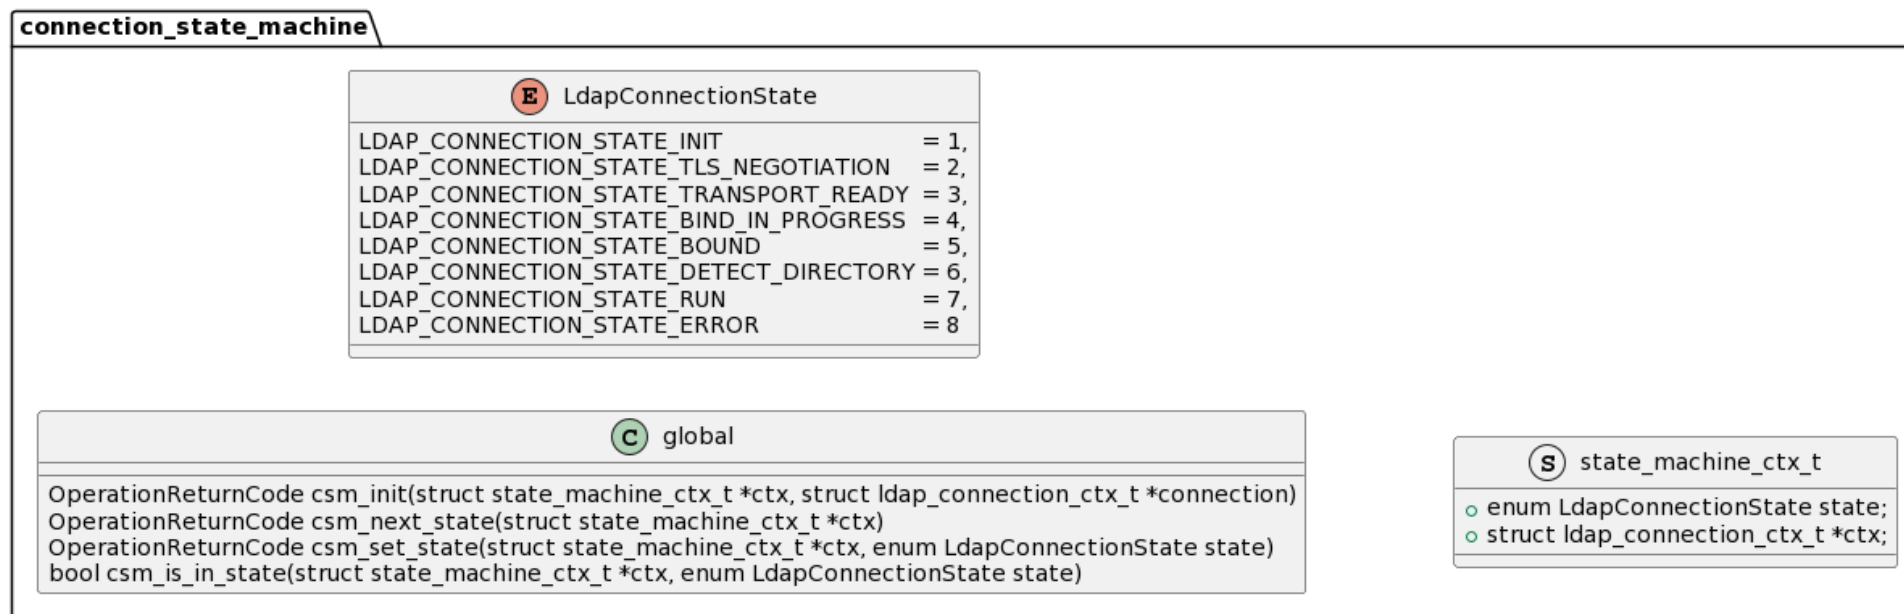 connection_state_machine
E LdapConnectionState
LDAP_CONNECTION_STATE_INIT = 1,
LDAP_CONNECTION_STATE_TLS_NEGOTIATION = 2,
LDAP_CONNECTION_STATE_TRANSPORT_READY = 3,
LDAP_CONNECTION_STATE_BIND_IN_PROGRESS = 4,
LDAP_CONNECTION_STATE_BOUND = 5,
LDAP_CONNECTION_STATE_DETECT_DIRECTORY = 6,
LDAP_CONNECTION_STATE_RUN = 7,
LDAP_CONNECTION_STATE_ERROR = 8
C global
OperationReturnCode csm_init(struct state_machine_ctx_t *ctx, struct ldap_connection_ctx_t *connection)
OperationReturnCode csm_next_state(struct state_machine_ctx_t *ctx)
OperationReturnCode csm_set_state(struct state_machine_ctx_t *ctx, enum LdapConnectionState state)
bool csm_is_in_state(struct state_machine_ctx_t *ctx, enum LdapConnectionState state)
S state_machine_ctx_t
enum LdapConnectionState state;
struct ldap_connection_ctx_t *ctx;